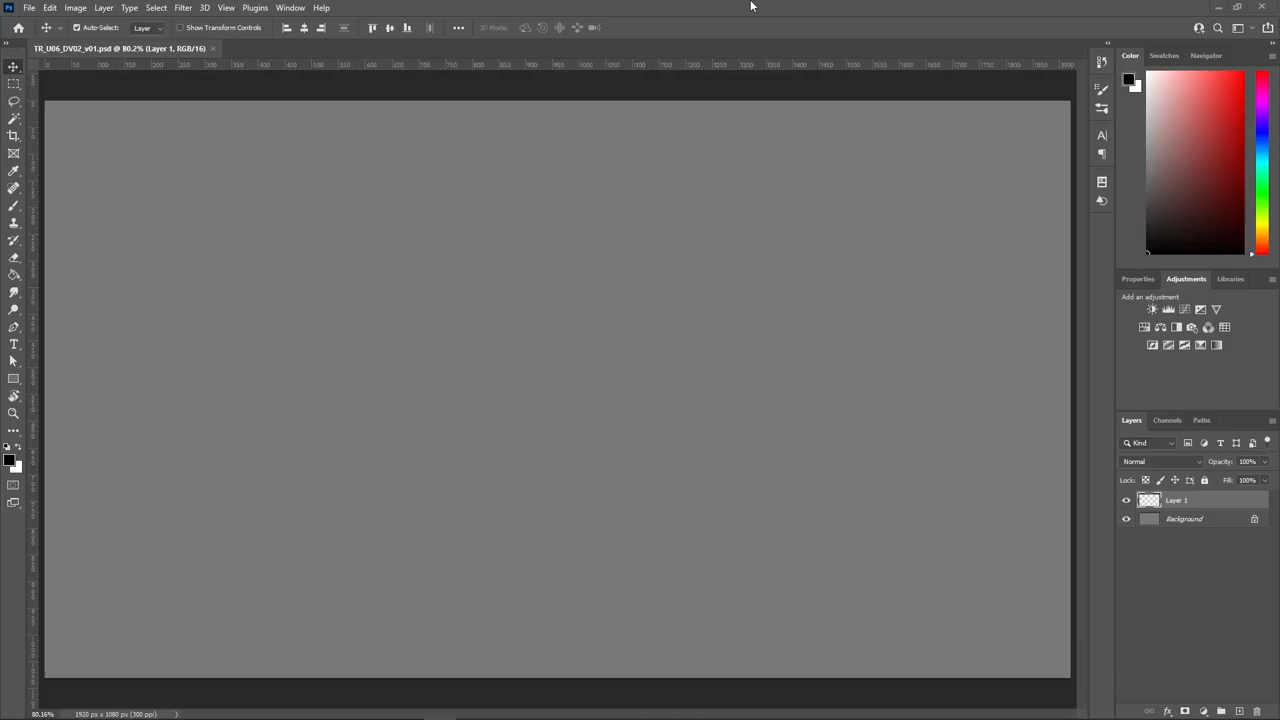 Ps File Edit Image Layer Type Select Filter 3D View Plugins Window Help
Auto-Select: Layer Show Transform Controls 3D Mode:
TR_U06_DV02_v01.psd @ 80.2% (Layer 1, RGB/16)
Color Swatches Navigator
Properties Adjustments Libraries
Add an adjustment
Layers Channels Paths
Kind
Normal Opacity: 100%
Lock: Fill: 100%
Layer 1
Background
80.16% 1920 px x 1080 px (300 ppi)